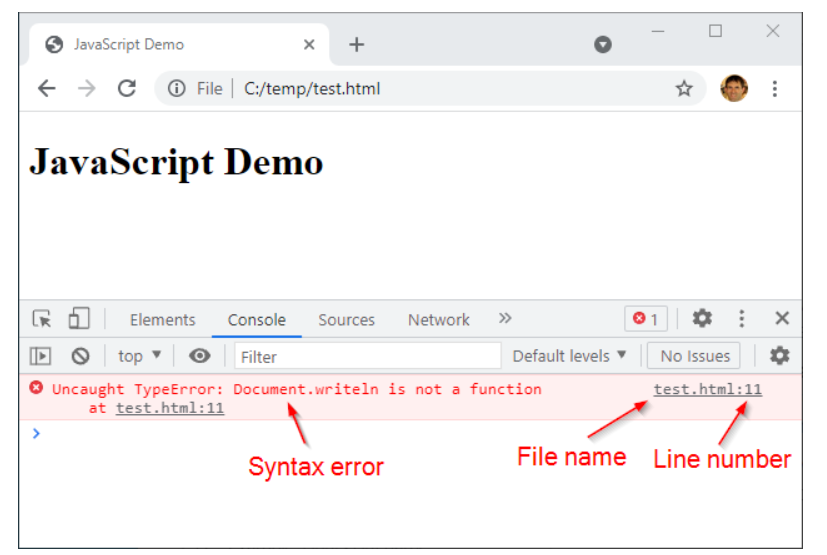 JavaScript Demo
File C:/temp/test.html
JavaScript Demo
Elements Console Sources Network
1
top Filter Default levels No Issues
Uncaught TypeError: Document.writeln is not a function test.html:11
at test.html:11
Syntax error File name Line number